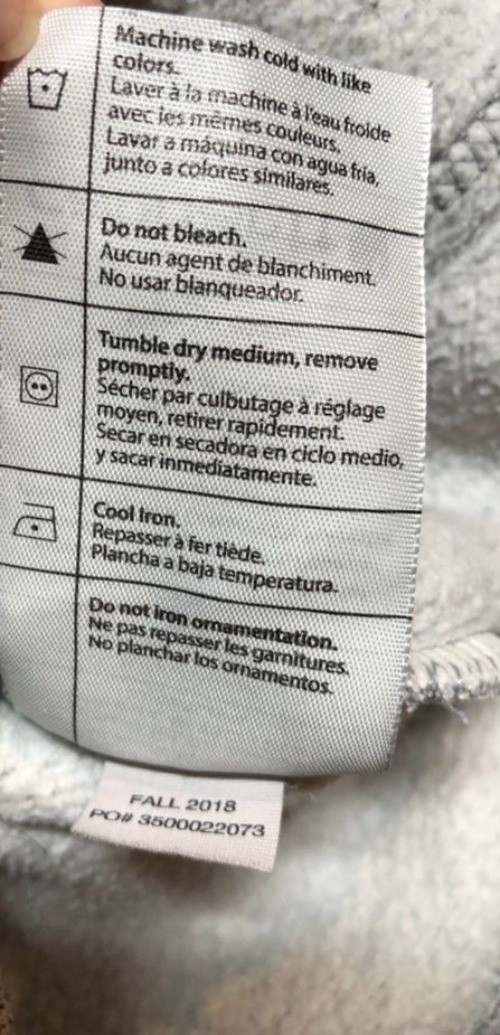 Machine wash cold with like
colors.
Laver à la machine à l'eau froide
avec les mêmes couleurs.
Lavar a máquina con agua fría,
junto a colores similares.
Do not bleach.
Aucun agent de blanchiment.
No usar blanqueador.
Tumble dry medium, remove
promptly.
Sécher par culbutage à réglage
moyen, retirer rapidement.
Secar en secadora en ciclo medio,
y sacar inmediatamente.
Cool Iron.
Repasser à fer tiède.
Plancha a baja temperatura.
Do not iron ornamentation.
Ne pas repasser les garnitures.
No planchar los ornamentos.
FALL 2018
PO# 3500022073